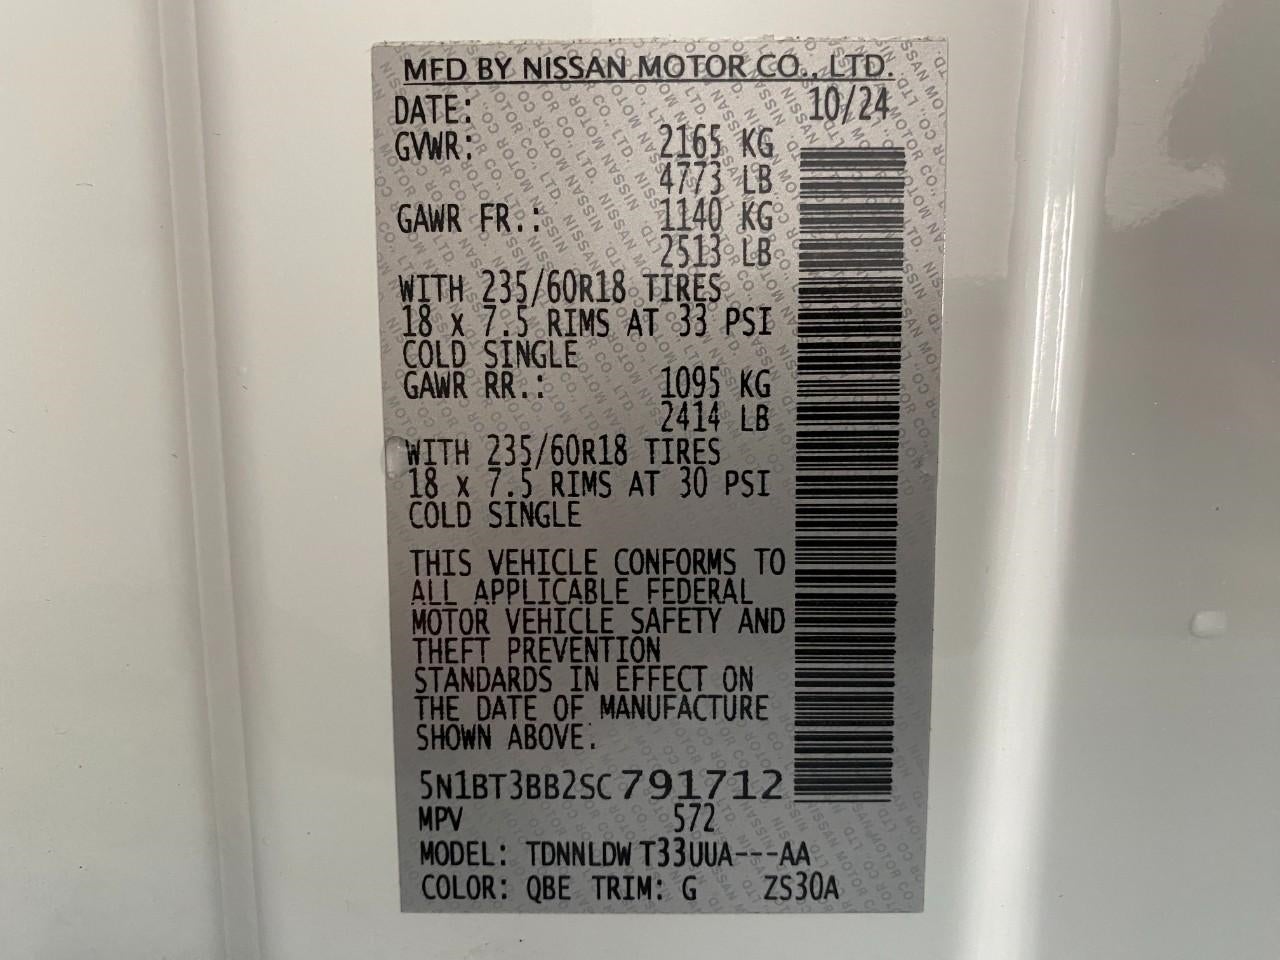 MFD BY NISSAN MOTOR CO., LTD.
DATE: 10/24
GVWR: 2165 KG
4773 LB
GAWR FR.: 1140 KG
2513 LB
WITH 235/60R18 TIRES
18 x 7.5 RIMS AT 33 PSI
COLD SINGLE
GAWR RR.: 1095 KG
2414 LB
WITH 235/60R18 TIRES
18 x 7.5 RIMS AT 30 PSI
COLD SINGLE
THIS VEHICLE CONFORMS TO
ALL APPLICABLE FEDERAL
MOTOR VEHICLE SAFETY AND
THEFT PREVENTION
STANDARDS IN EFFECT ON
THE DATE OF MANUFACTURE
SHOWN ABOVE.
5N1BT3BB2SC791712
MPV 572
MODEL: TDNNLDWT33UUA---AA
COLOR: QBE TRIM: G ZS30A